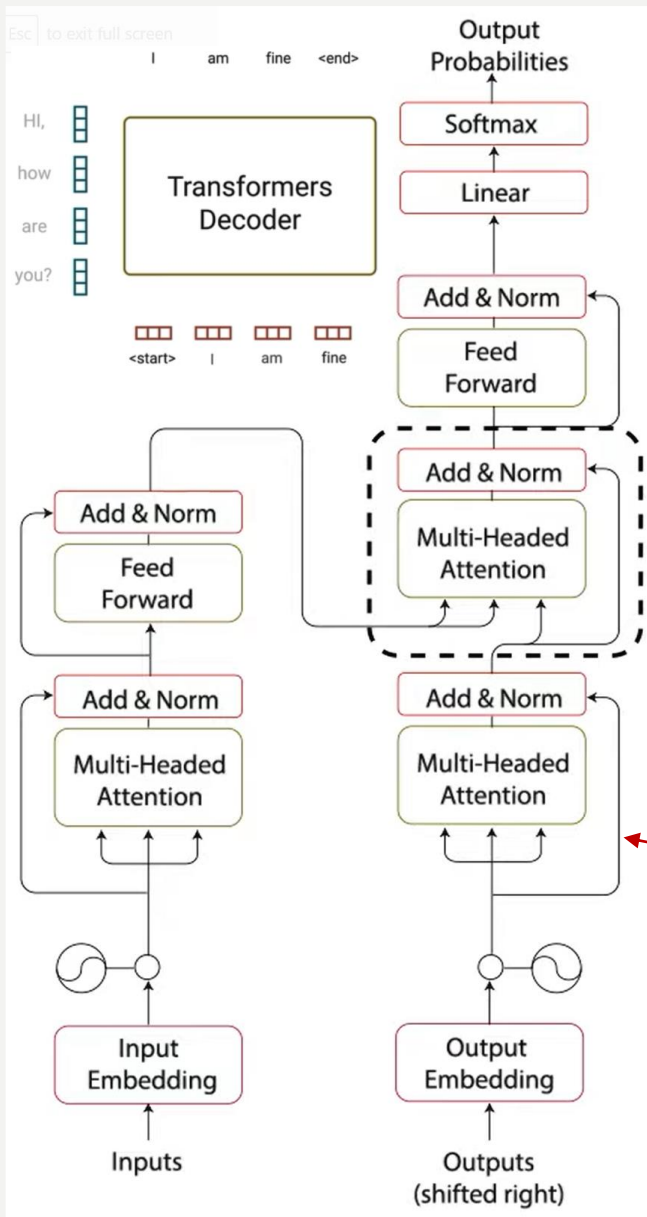 Esc to exit full screen
I am fine <end>
HI,
how
are
you?
Transformers
Decoder
<start> I am fine
Output
Probabilities
Softmax
Linear
Add & Norm
Feed
Forward
Add & Norm
Multi-Headed
Attention
Add & Norm
Multi-Headed
Attention
Output
Embedding
Outputs
(shifted right)
Add & Norm
Feed
Forward
Add & Norm
Multi-Headed
Attention
Input
Embedding
Inputs